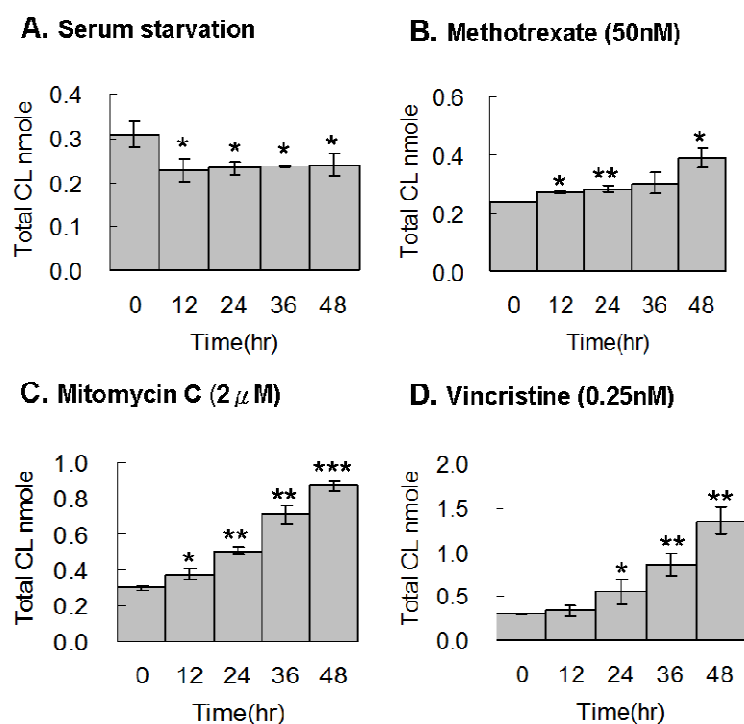 A. Serum starvation
Total CL nmole
0.4
0.3
0.2
0.1
0.0
*
*
*
*
0 12 24 36 48
Time(hr)
B. Methotrexate (50nM)
Total CL nmole
0.6
0.4
0.2
0.0
*
**
*
0 12 24 36 48
Time(hr)
C. Mitomycin C (2μM)
Total CL nmole
1.0
0.8
0.6
0.4
0.2
0.0
*
**
**
***
0 12 24 36 48
Time(hr)
D. Vincristine (0.25nM)
Total CL nmole
2.0
1.5
1.0
0.5
0.0
*
**
**
0 12 24 36 48
Time(hr)